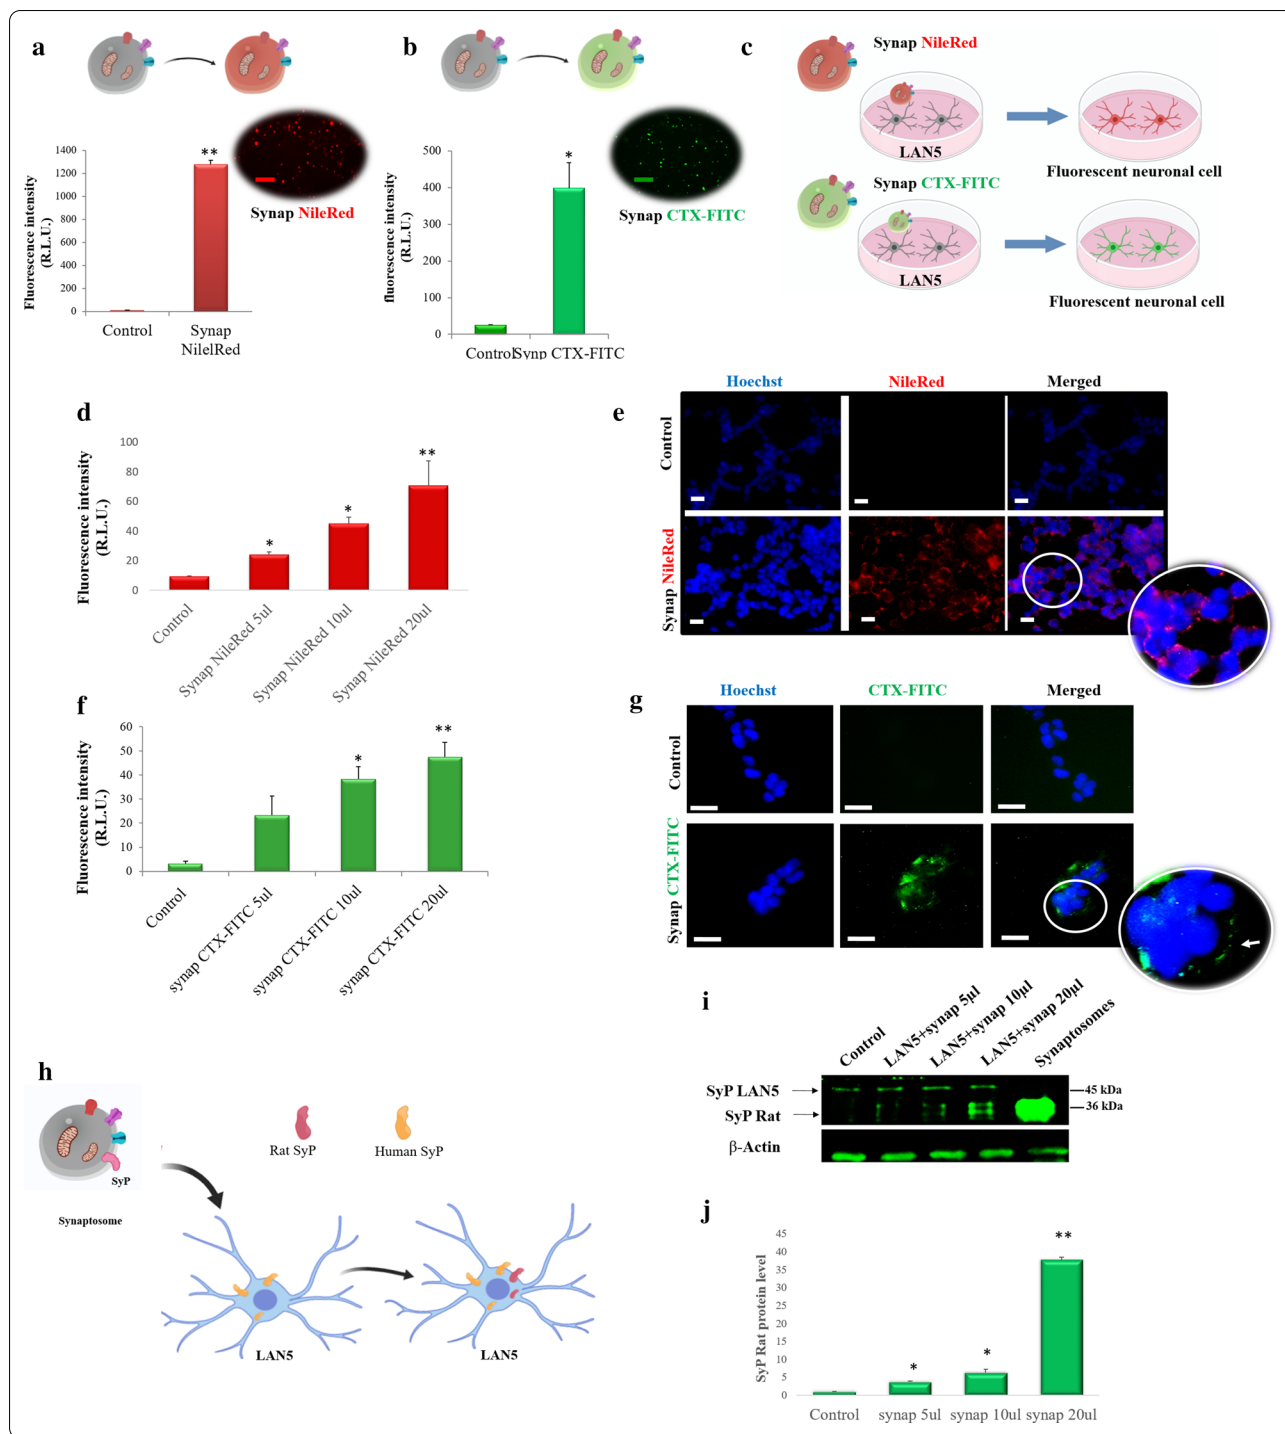 a
Fluorescence intensity
(R.L.U.)
1400
1200
1000
800
600
400
200
0
**
Control
Synap
NilelRed
Synap NileRed
b
fluorescence intensity
(R.L.U.)
500
400
300
200
100
0
*
Control
Synp CTX-FITC
Synap CTX-FITC
c
Synap NileRed
LAN5
Fluorescent neuronal cell
Synap CTX-FITC
LAN5
Fluorescent neuronal cell
d
Fluorescence intensity
(R.L.U.)
100
80
60
40
20
0
*
*
**
Control
Synap NileRed 5ul
Synap NileRed 10ul
Synap NileRed 20ul
e
Hoechst
NileRed
Merged
Control
Synap NileRed
f
Fluorescence intensity
(R.L.U.)
60
50
40
30
20
10
0
*
**
Control
synap CTX-FITC 5ul
synap CTX-FITC 10ul
synap CTX-FITC 20ul
g
Hoechst
CTX-FITC
Merged
Control
Synap CTX-FITC
h
SyP
Synaptosome
Rat SyP
Human SyP
LAN5
LAN5
i
Control
LAN5+synap 5μl
LAN5+synap 10μl
LAN5+synap 20μl
Synaptosomes
SyP LAN5
SyP Rat
β-Actin
45 kDa
36 kDa
j
SyP Rat protein level
45
40
35
30
25
20
15
10
5
0
*
*
**
Control
synap 5ul
synap 10ul
synap 20ul